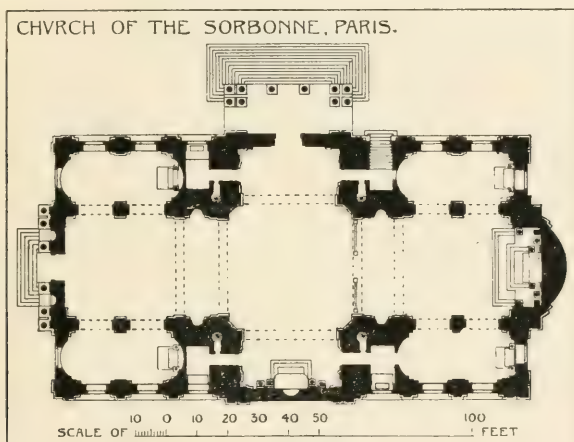 CHVRCH OF THE SORBONNE, PARIS.
10 0 10 20 30 40 50 100
SCALE OF FEET